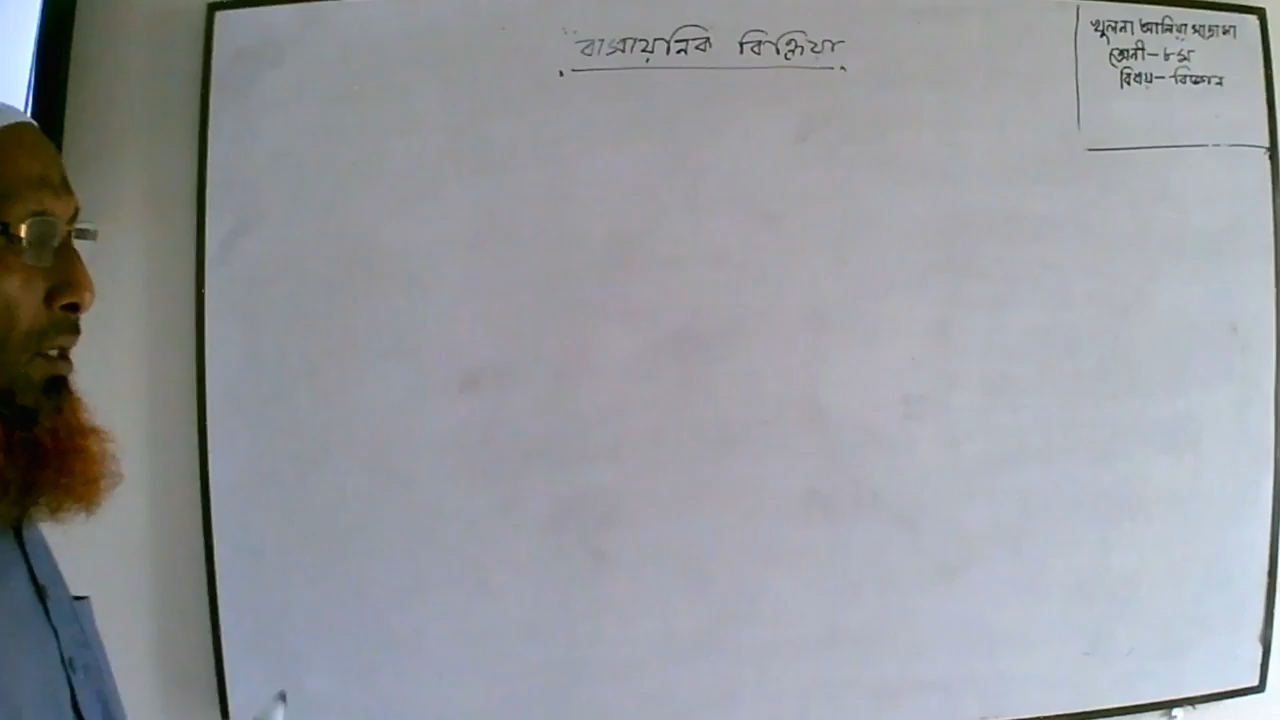 রাসায়নিক বিক্রিয়া
খুলনা আলিয়া মাদ্রাসা
শ্রেনী-৮ম
বিষয়-বিজ্ঞান